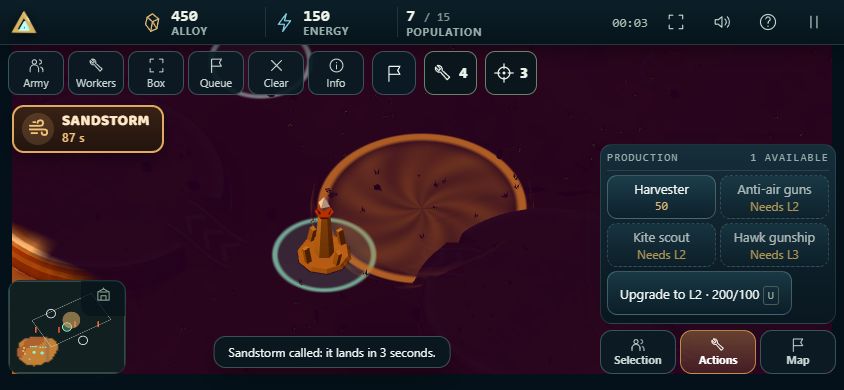 450
ALLOY
150
ENERGY
7 / 15
POPULATION
00:03
Army
Workers
Box
Queue
Clear
Info
4
3
SANDSTORM
87 s
PRODUCTION
1 AVAILABLE
Harvester
50
Anti-air guns
Needs L2
Kite scout
Needs L2
Hawk gunship
Needs L3
Upgrade to L2 · 200/100 U
Sandstorm called: it lands in 3 seconds.
Selection
Actions
Map